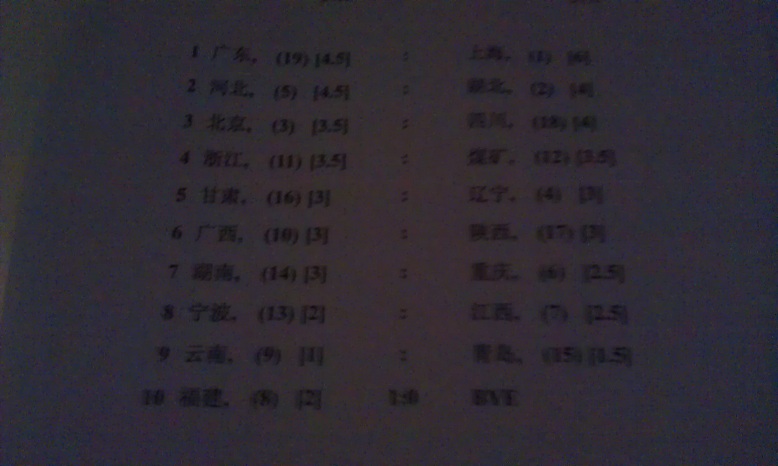 1 广东, (19) [4.5] : 上海, (1) [6]
2 河北, (5) [4.5] : 湖北, (2) [4]
3 北京, (3) [3.5] : 四川, (18) [4]
4 浙江, (11) [3.5] : 煤矿, (12) [3.5]
5 甘肃, (16) [3] : 辽宁, (4) [3]
6 广西, (10) [3] : 陕西, (17) [3]
7 湖南, (14) [3] : 重庆, (6) [2.5]
8 宁波, (13) [2] : 江西, (7) [2.5]
9 云南, (9) [1] : 青岛, (15) [1.5]
10 福建, (8) [2] 1:0 BYE